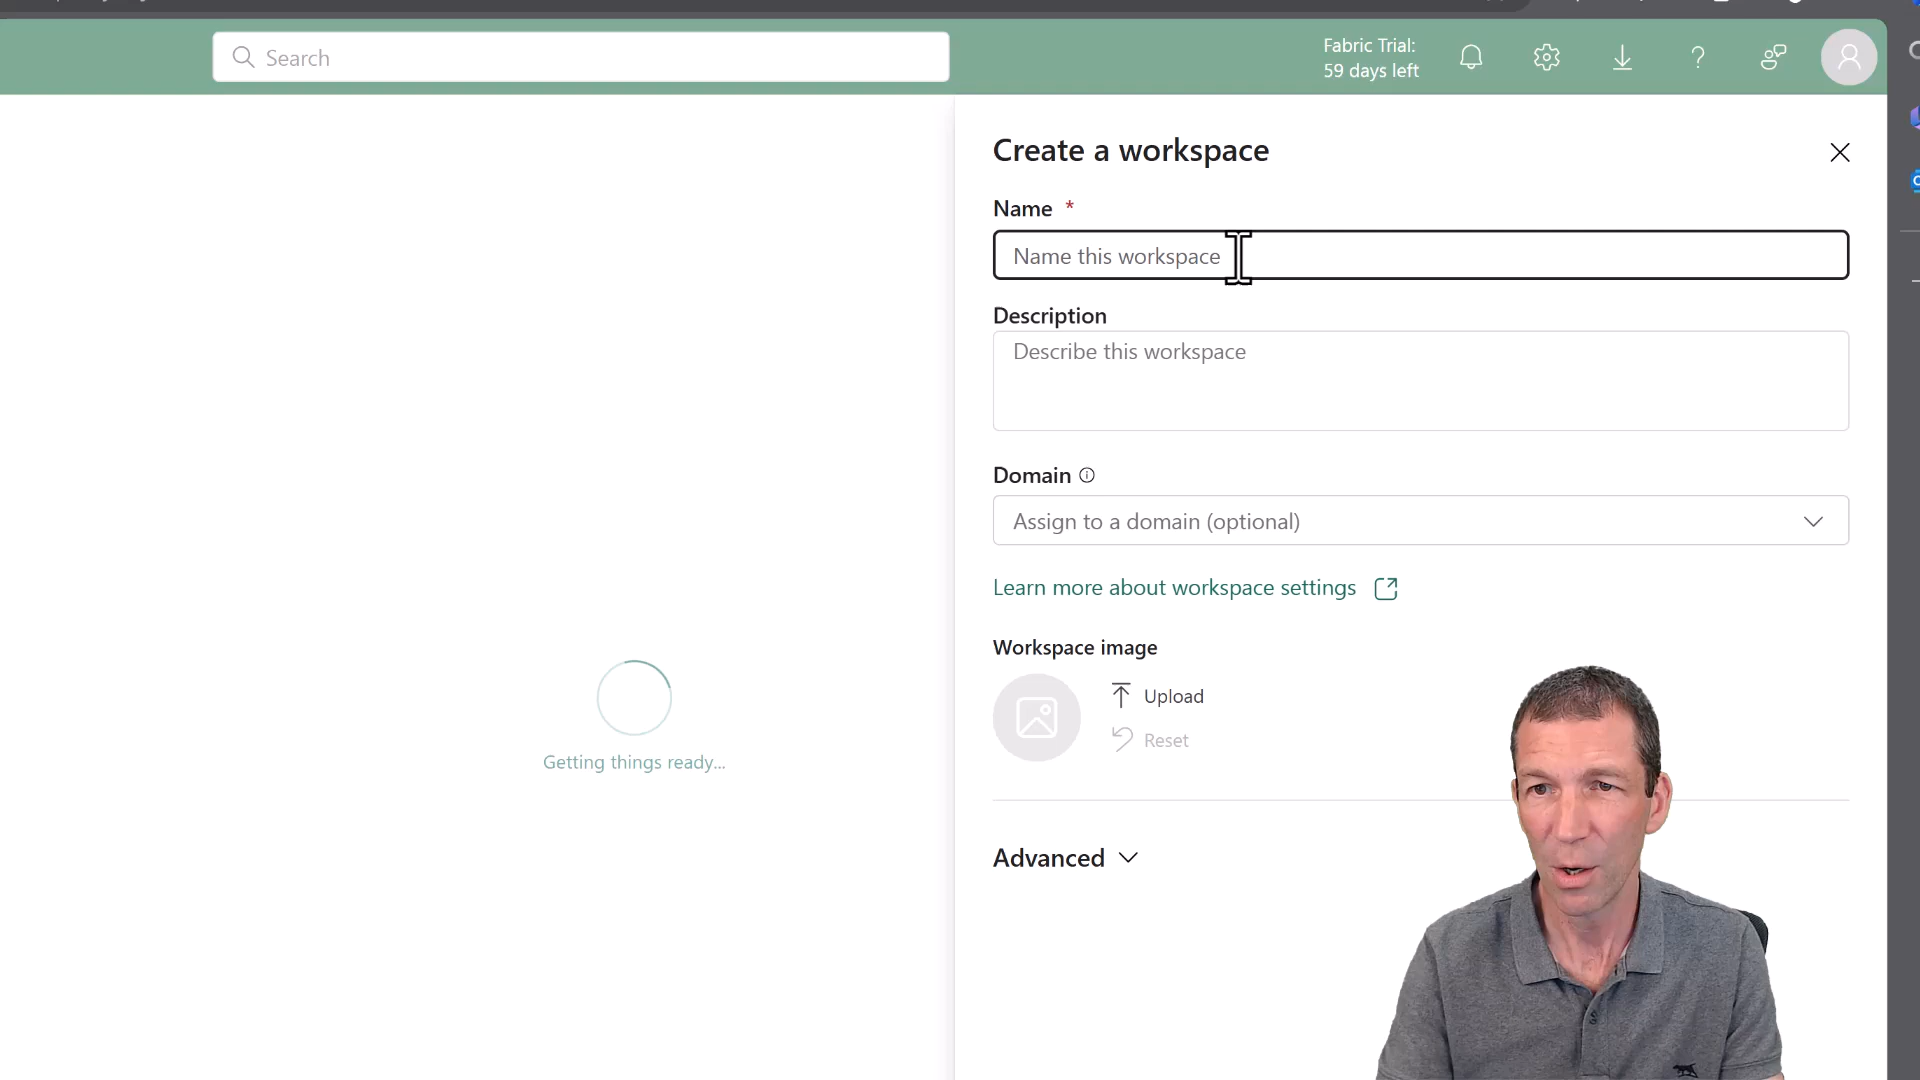 Search
Fabric Trial:
59 days left
Create a workspace
Name *
Name this workspace
Description
Describe this workspace
Domain
Assign to a domain (optional)
Learn more about workspace settings
Workspace image
Upload
Reset
Getting things ready...
Advanced